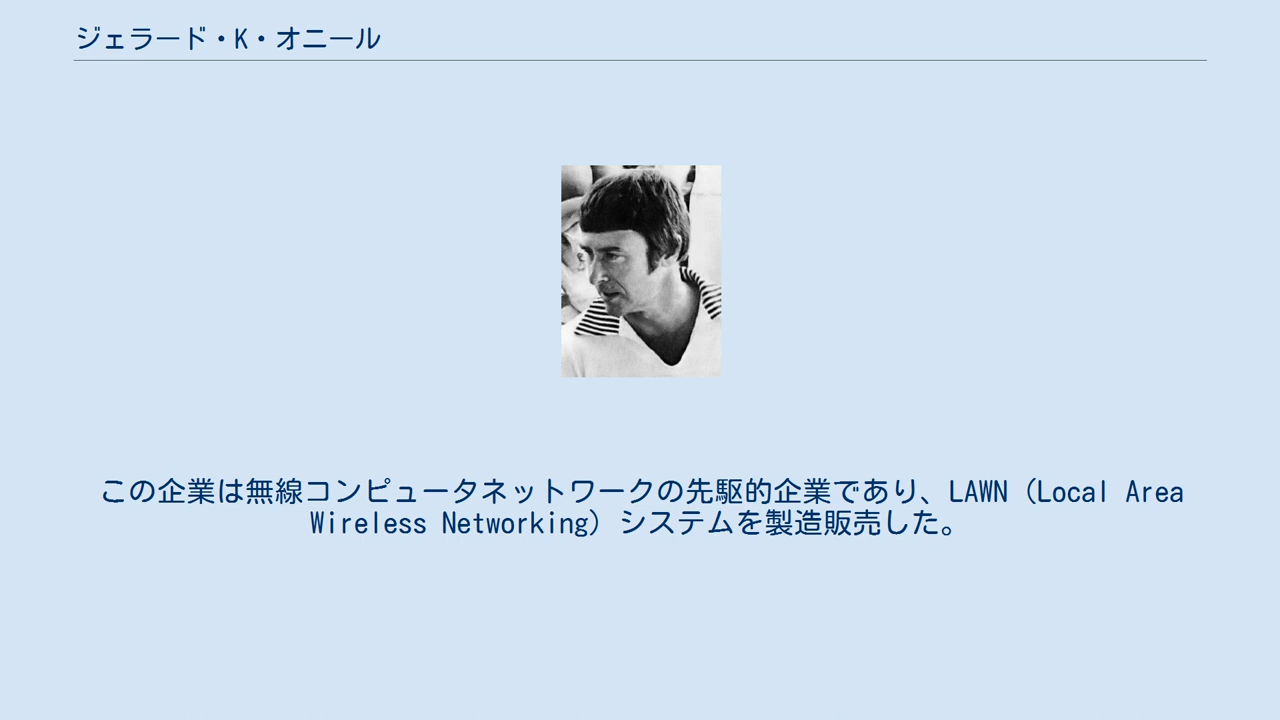 ジェラード・K・オニール
この企業は無線コンピュータネットワークの先駆的企業であり、LAWN（Local Area
Wireless Networking）システムを製造販売した。